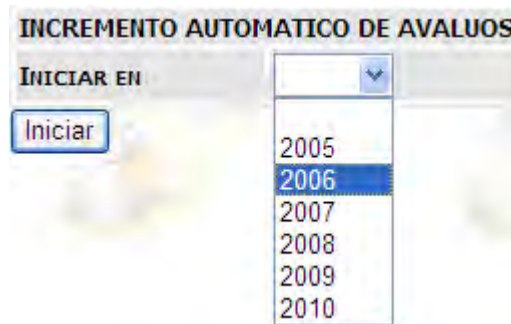 INCREMENTO AUTOMATICO DE AVALUOS
INICIAR EN
Iniciar
2005
2006
2007
2008
2009
2010